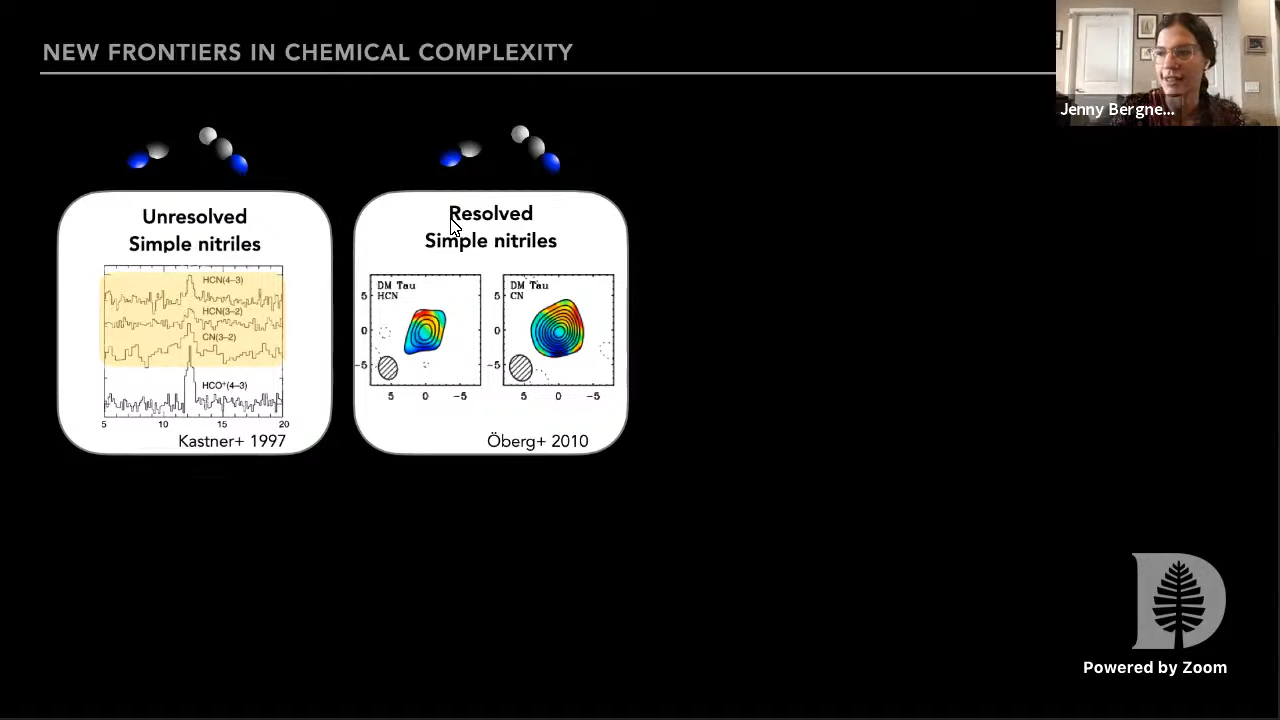 NEW FRONTIERS IN CHEMICAL COMPLEXITY
Jenny Bergne...
Unresolved
Simple nitriles
HCN(4–3)
HCN(3–2)
CN(3–2)
HCO⁺(4–3)
5 10 15 20
Kastner+ 1997
Resolved
Simple nitriles
DM Tau
HCN
5
0
−5
5 0 −5
DM Tau
CN
5
0
−5
5 0 −5
Öberg+ 2010
D
Powered by Zoom